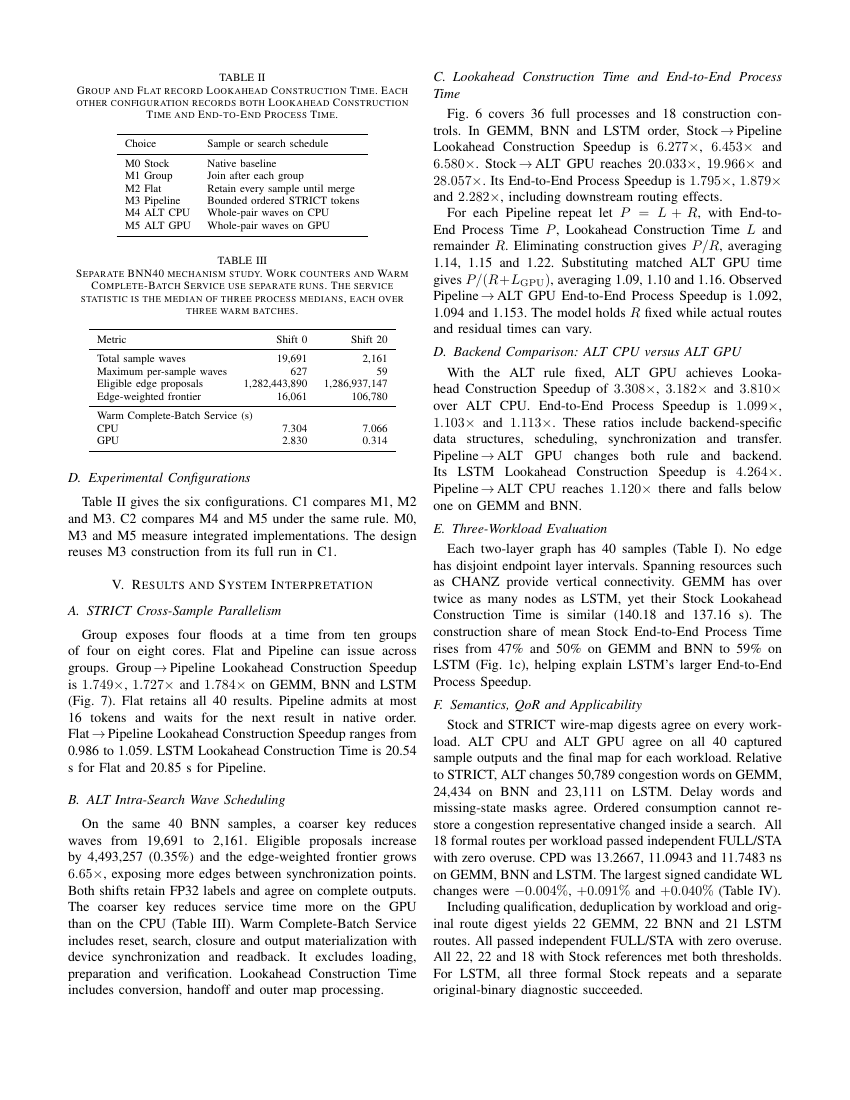 TABLE II
GROUP AND FLAT RECORD LOOKAHEAD CONSTRUCTION TIME. EACH
OTHER CONFIGURATION RECORDS BOTH LOOKAHEAD CONSTRUCTION
TIME AND END-TO-END PROCESS TIME.
Choice Sample or search schedule
M0 Stock Native baseline
M1 Group Join after each group
M2 Flat Retain every sample until merge
M3 Pipeline Bounded ordered STRICT tokens
M4 ALT CPU Whole-pair waves on CPU
M5 ALT GPU Whole-pair waves on GPU
TABLE III
SEPARATE BNN40 MECHANISM STUDY. WORK COUNTERS AND WARM
COMPLETE-BATCH SERVICE USE SEPARATE RUNS. THE SERVICE
STATISTIC IS THE MEDIAN OF THREE PROCESS MEDIANS, EACH OVER
THREE WARM BATCHES.
Metric Shift 0 Shift 20
Total sample waves 19,691 2,161
Maximum per-sample waves 627 59
Eligible edge proposals 1,282,443,890 1,286,937,147
Edge-weighted frontier 16,061 106,780
Warm Complete-Batch Service (s)
CPU 7.304 7.066
GPU 2.830 0.314
D. Experimental Configurations
Table II gives the six configurations. C1 compares M1, M2
and M3. C2 compares M4 and M5 under the same rule. M0,
M3 and M5 measure integrated implementations. The design
reuses M3 construction from its full run in C1.
V. RESULTS AND SYSTEM INTERPRETATION
A. STRICT Cross-Sample Parallelism
Group exposes four floods at a time from ten groups
of four on eight cores. Flat and Pipeline can issue across
groups. Group→Pipeline Lookahead Construction Speedup
is 1.749×, 1.727× and 1.784× on GEMM, BNN and LSTM
(Fig. 7). Flat retains all 40 results. Pipeline admits at most
16 tokens and waits for the next result in native order.
Flat→Pipeline Lookahead Construction Speedup ranges from
0.986 to 1.059. LSTM Lookahead Construction Time is 20.54
s for Flat and 20.85 s for Pipeline.
B. ALT Intra-Search Wave Scheduling
On the same 40 BNN samples, a coarser key reduces
waves from 19,691 to 2,161. Eligible proposals increase
by 4,493,257 (0.35%) and the edge-weighted frontier grows
6.65×, exposing more edges between synchronization points.
Both shifts retain FP32 labels and agree on complete outputs.
The coarser key reduces service time more on the GPU
than on the CPU (Table III). Warm Complete-Batch Service
includes reset, search, closure and output materialization with
device synchronization and readback. It excludes loading,
preparation and verification. Lookahead Construction Time
includes conversion, handoff and outer map processing.
C. Lookahead Construction Time and End-to-End Process
Time
Fig. 6 covers 36 full processes and 18 construction con-
trols. In GEMM, BNN and LSTM order, Stock→Pipeline
Lookahead Construction Speedup is 6.277×, 6.453× and
6.580×. Stock→ALT GPU reaches 20.033×, 19.966× and
28.057×. Its End-to-End Process Speedup is 1.795×, 1.879×
and 2.282×, including downstream routing effects.
For each Pipeline repeat let P = L + R, with End-to-
End Process Time P, Lookahead Construction Time L and
remainder R. Eliminating construction gives P/R, averaging
1.14, 1.15 and 1.22. Substituting matched ALT GPU time
gives P/(R+L_GPU), averaging 1.09, 1.10 and 1.16. Observed
Pipeline→ALT GPU End-to-End Process Speedup is 1.092,
1.094 and 1.153. The model holds R fixed while actual routes
and residual times can vary.
D. Backend Comparison: ALT CPU versus ALT GPU
With the ALT rule fixed, ALT GPU achieves Looka-
head Construction Speedup of 3.308×, 3.182× and 3.810×
over ALT CPU. End-to-End Process Speedup is 1.099×,
1.103× and 1.113×. These ratios include backend-specific
data structures, scheduling, synchronization and transfer.
Pipeline→ALT GPU changes both rule and backend.
Its LSTM Lookahead Construction Speedup is 4.264×.
Pipeline→ALT CPU reaches 1.120× there and falls below
one on GEMM and BNN.
E. Three-Workload Evaluation
Each two-layer graph has 40 samples (Table I). No edge
has disjoint endpoint layer intervals. Spanning resources such
as CHANZ provide vertical connectivity. GEMM has over
twice as many nodes as LSTM, yet their Stock Lookahead
Construction Time is similar (140.18 and 137.16 s). The
construction share of mean Stock End-to-End Process Time
rises from 47% and 50% on GEMM and BNN to 59% on
LSTM (Fig. 1c), helping explain LSTM's larger End-to-End
Process Speedup.
F. Semantics, QoR and Applicability
Stock and STRICT wire-map digests agree on every work-
load. ALT CPU and ALT GPU agree on all 40 captured
sample outputs and the final map for each workload. Relative
to STRICT, ALT changes 50,789 congestion words on GEMM,
24,434 on BNN and 23,111 on LSTM. Delay words and
missing-state masks agree. Ordered consumption cannot re-
store a congestion representative changed inside a search. All
18 formal routes per workload passed independent FULL/STA
with zero overuse. CPD was 13.2667, 11.0943 and 11.7483 ns
on GEMM, BNN and LSTM. The largest signed candidate WL
changes were −0.004%, +0.091% and +0.040% (Table IV).
Including qualification, deduplication by workload and orig-
inal route digest yields 22 GEMM, 22 BNN and 21 LSTM
routes. All passed independent FULL/STA with zero overuse.
All 22, 22 and 18 with Stock references met both thresholds.
For LSTM, all three formal Stock repeats and a separate
original-binary diagnostic succeeded.